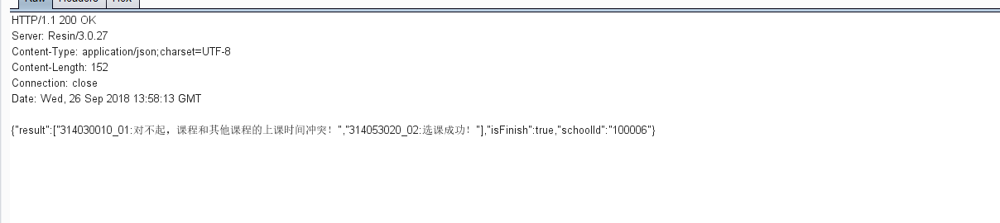 Raw Headers Hex
HTTP/1.1 200 OK
Server: Resin/3.0.27
Content-Type: application/json;charset=UTF-8
Content-Length: 152
Connection: close
Date: Wed, 26 Sep 2018 13:58:13 GMT
{"result":["314030010_01:对不起，课程和其他课程的上课时间冲突！","314053020_02:选课成功！"],"isFinish":true,"schoolId":"100006"}